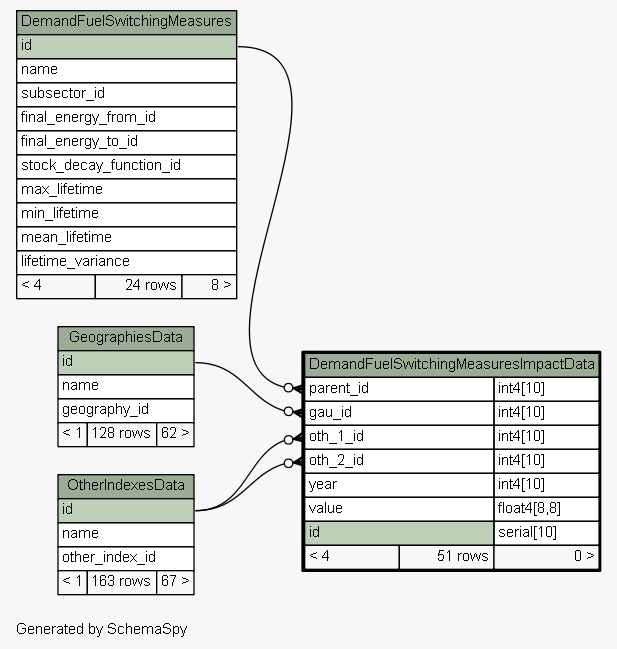 DemandFuelSwitchingMeasures
id
name
subsector_id
final_energy_from_id
final_energy_to_id
stock_decay_function_id
max_lifetime
min_lifetime
mean_lifetime
lifetime_variance
< 4 24 rows 8 >
GeographiesData
id
name
geography_id
< 1 128 rows 62 >
OtherIndexesData
id
name
other_index_id
< 1 163 rows 67 >
DemandFuelSwitchingMeasuresImpactData
parent_id int4[10]
gau_id int4[10]
oth_1_id int4[10]
oth_2_id int4[10]
year int4[10]
value float4[8,8]
id serial[10]
< 4 51 rows 0 >
Generated by SchemaSpy